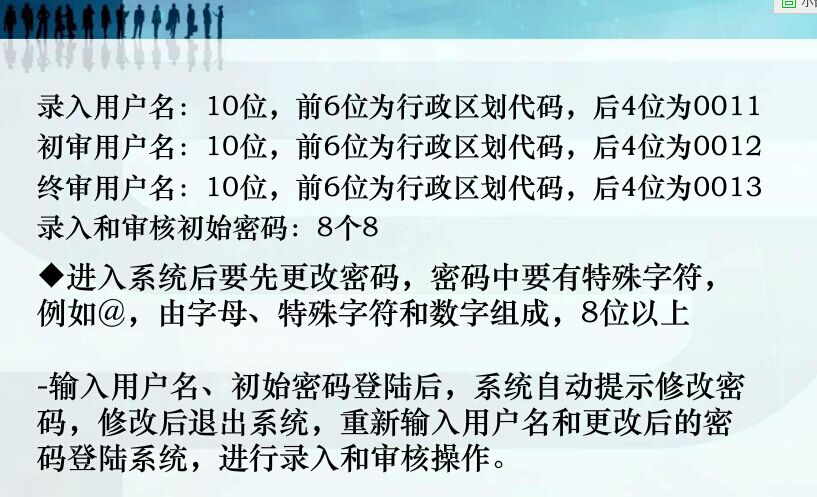 录入用户名：10位，前6位为行政区划代码，后4位为0011
初审用户名：10位，前6位为行政区划代码，后4位为0012
终审用户名：10位，前6位为行政区划代码，后4位为0013
录入和审核初始密码：8个8
◆进入系统后要先更改密码，密码中要有特殊字符，
例如@，由字母、特殊字符和数字组成，8位以上
-输入用户名、初始密码登陆后，系统自动提示修改密
码，修改后退出系统，重新输入用户名和更改后的密
码登陆系统，进行录入和审核操作。